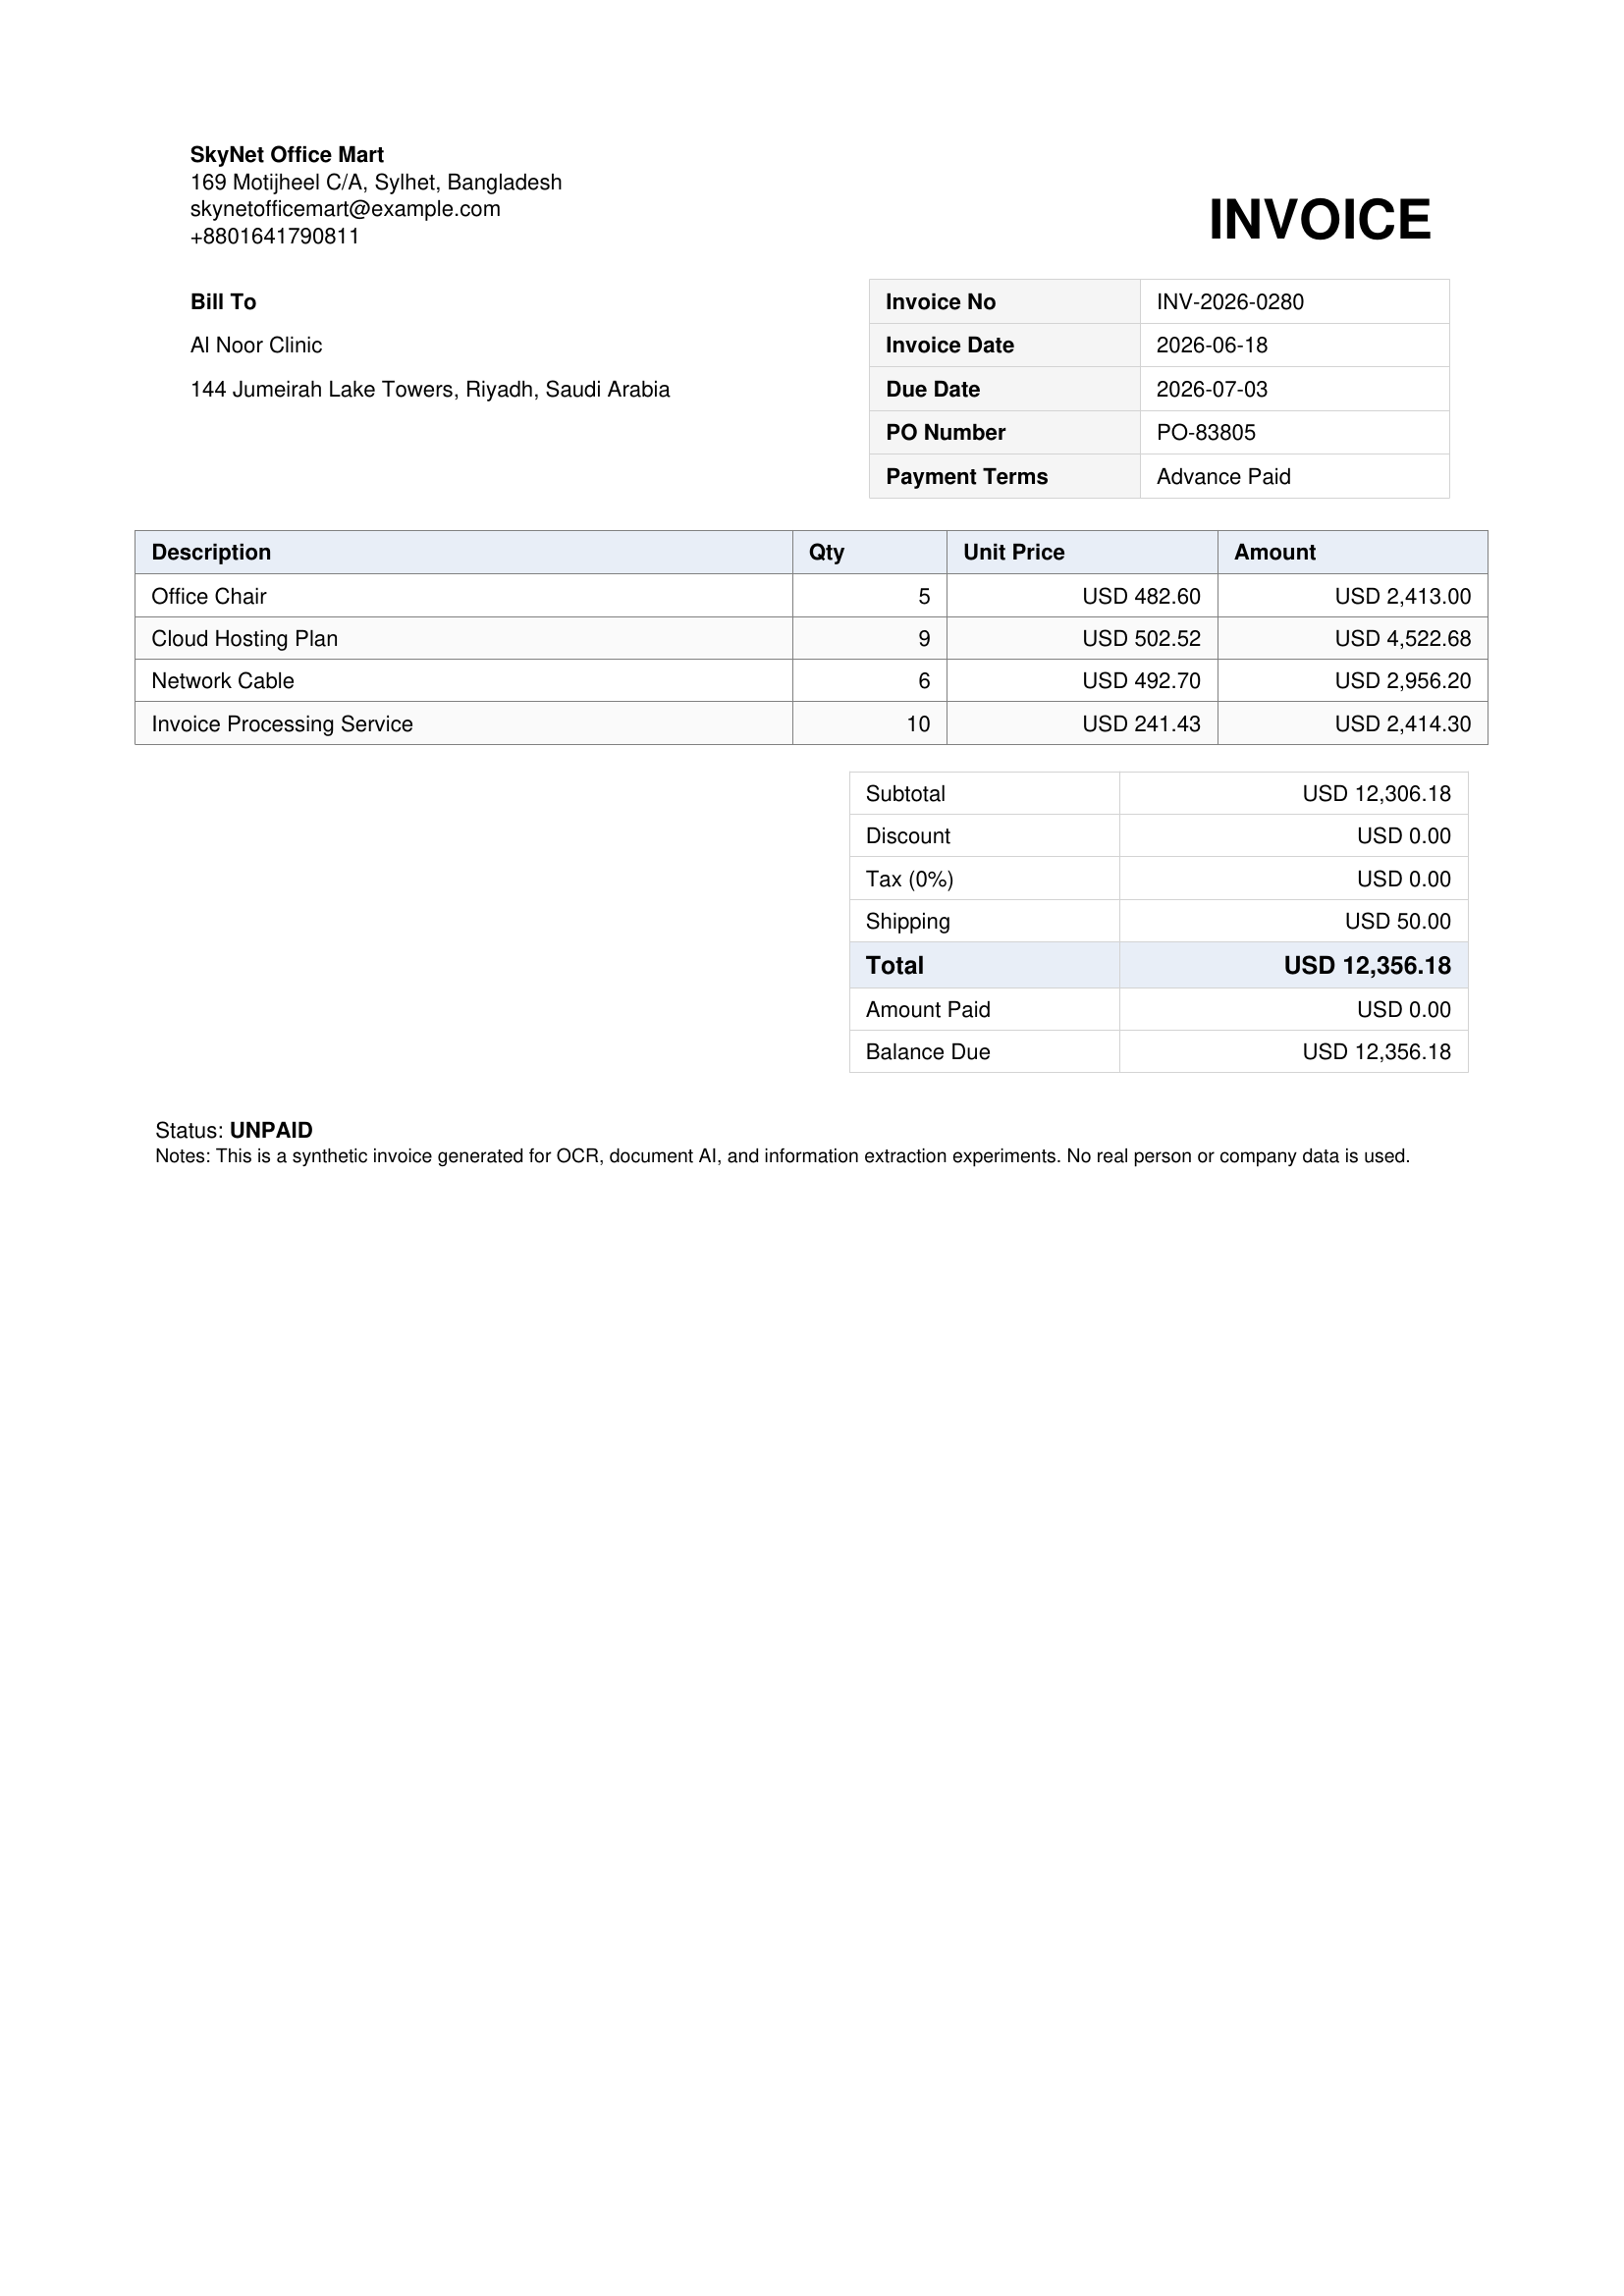 SkyNet Office Mart
169 Motijheel C/A, Sylhet, Bangladesh
skynetofficemart@example.com
+8801641790811
INVOICE
Bill To
Al Noor Clinic
144 Jumeirah Lake Towers, Riyadh, Saudi Arabia
Invoice No INV-2026-0280
Invoice Date 2026-06-18
Due Date 2026-07-03
PO Number PO-83805
Payment Terms Advance Paid
Description Qty Unit Price Amount
Office Chair 5 USD 482.60 USD 2,413.00
Cloud Hosting Plan 9 USD 502.52 USD 4,522.68
Network Cable 6 USD 492.70 USD 2,956.20
Invoice Processing Service 10 USD 241.43 USD 2,414.30
Subtotal USD 12,306.18
Discount USD 0.00
Tax (0%) USD 0.00
Shipping USD 50.00
Total USD 12,356.18
Amount Paid USD 0.00
Balance Due USD 12,356.18
Status: UNPAID
Notes: This is a synthetic invoice generated for OCR, document AI, and information extraction experiments. No real person or company data is used.